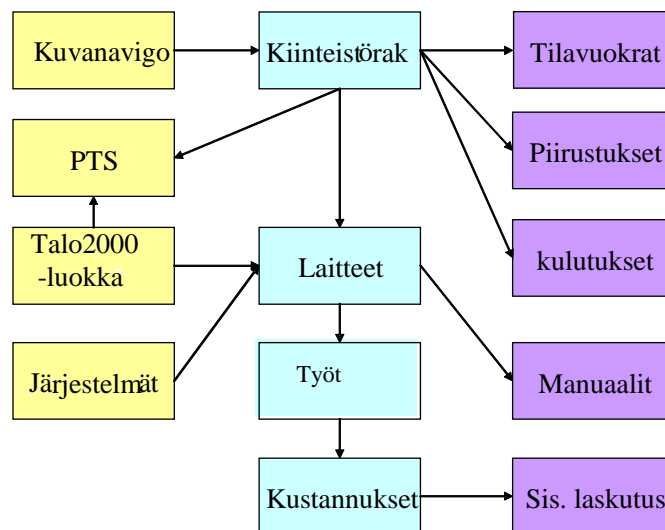 Kuvanavigo
Kiinteistörak
Tilavuokrat
PTS
Piirustukset
Talo2000
-luokka
Laitteet
kulutukset
Järjestelmät
Työt
Manuaalit
Kustannukset
Sis. laskutus